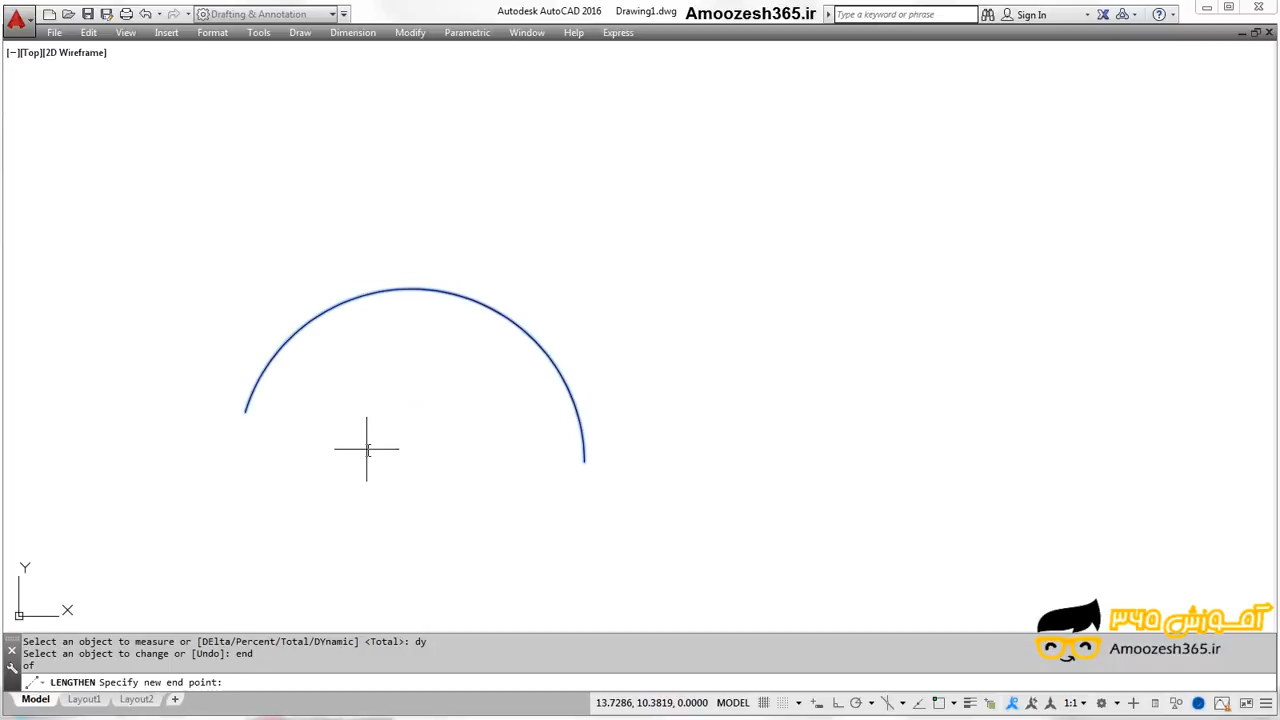 Drafting & Annotation
Autodesk AutoCAD 2016 Drawing1.dwg
Amoozesh365.ir
Type a keyword or phrase
Sign In
File Edit View Insert Format Tools Draw Dimension Modify Parametric Window Help Express
[−][Top][2D Wireframe]
Y
X
آموزش ۳۶۵
Amoozesh365.ir
Select an object to measure or [DElta/Percent/Total/DYnamic] <Total>: dy
Select an object to change or [Undo]: end
of
LENGTHEN Specify new end point:
Model Layout1 Layout2 +
13.7286, 10.3819, 0.0000 MODEL 1:1